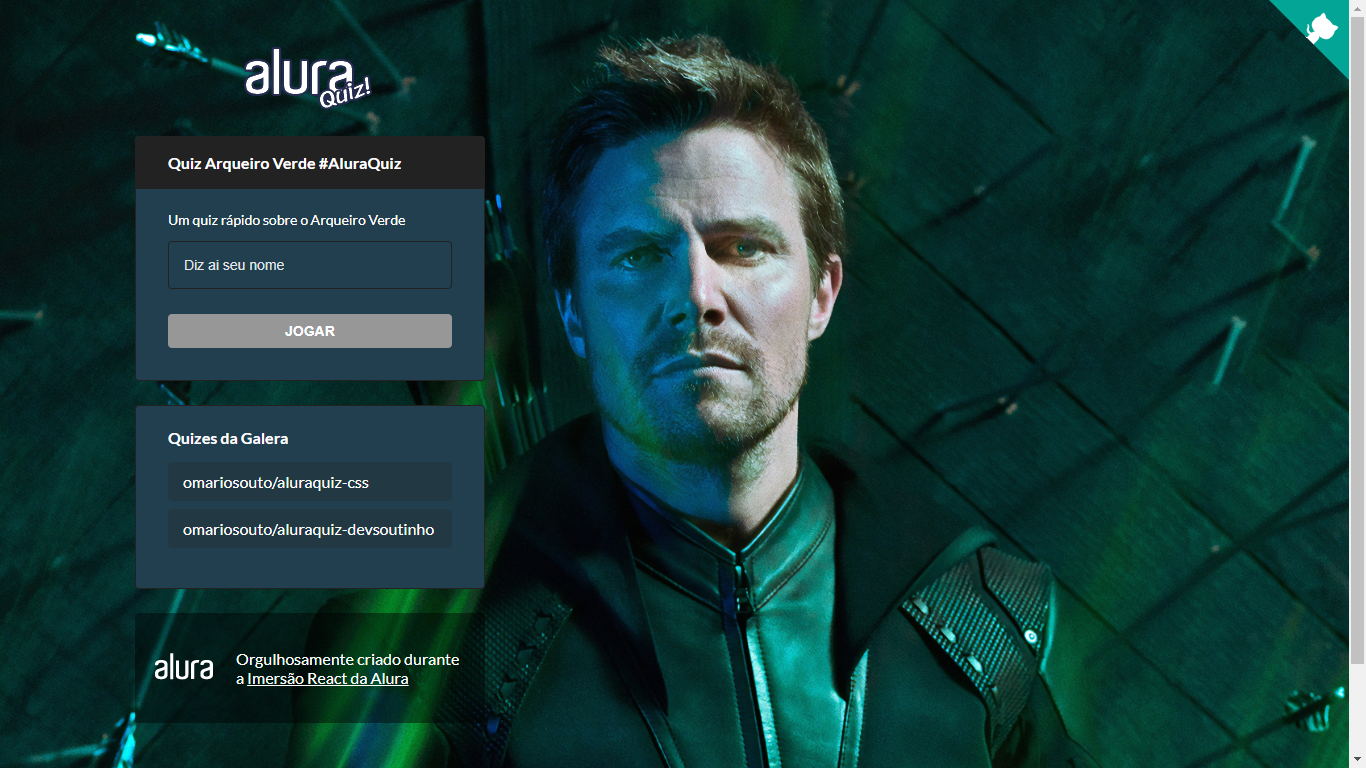 alura
Quiz!
Quiz Arqueiro Verde #AluraQuiz
Um quiz rápido sobre o Arqueiro Verde
Diz ai seu nome
JOGAR
Quizes da Galera
omariosouto/aluraquiz-css
omariosouto/aluraquiz-devsoutinho
alura
Orgulhosamente criado durante
a Imersão React da Alura